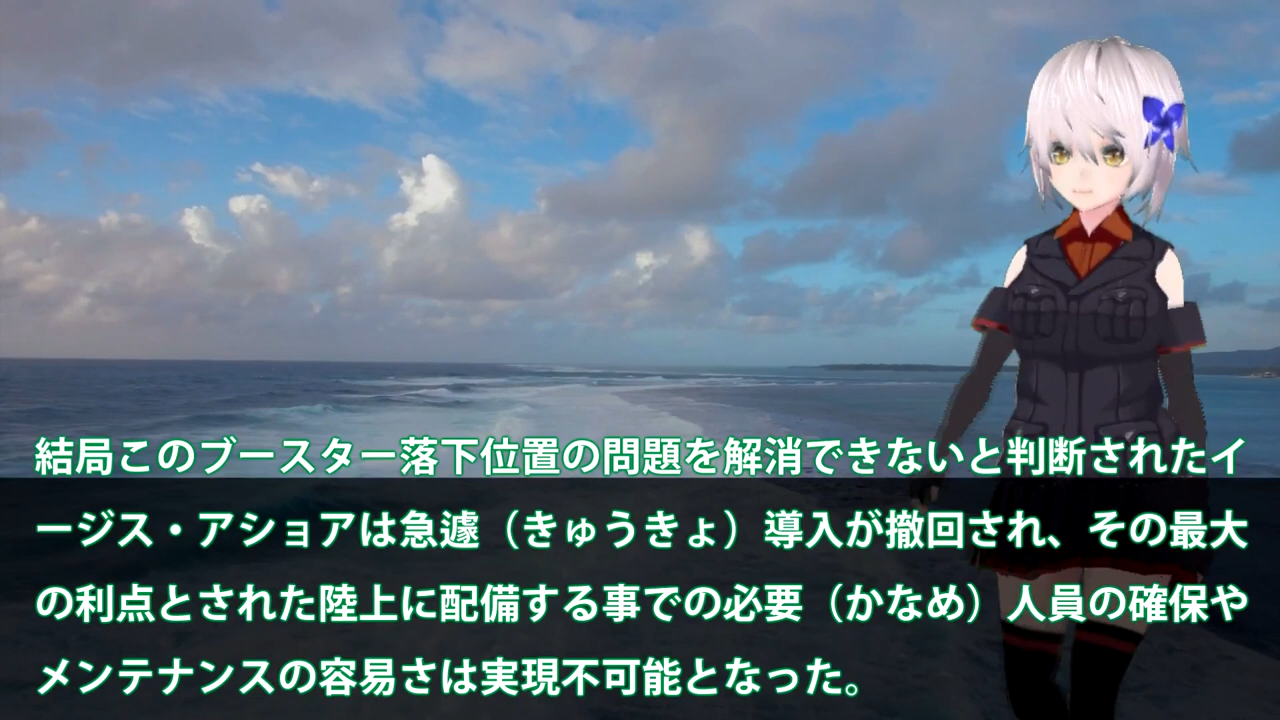 結局このブースター落下位置の問題を解消できないと判断されたイ
ージス・アショアは急遽（きゅうきょ）導入が撤回され、その最大
の利点とされた陸上に配備する事での必要（かなめ）人員の確保や
メンテナンスの容易さは実現不可能となった。